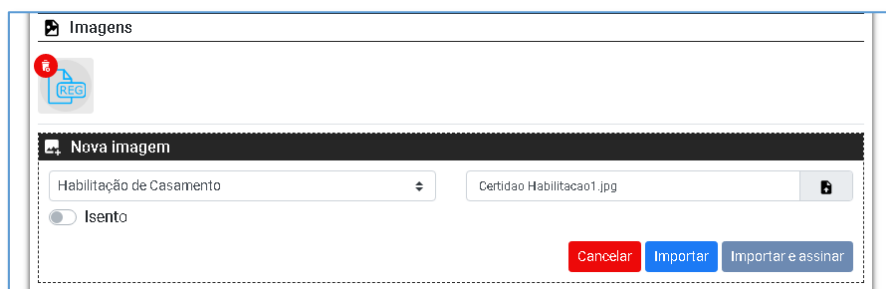 Imagens
REG
Nova imagem
Habilitação de Casamento
Certidao Habilitacao1.jpg
Isento
Cancelar Importar Importar e assinar